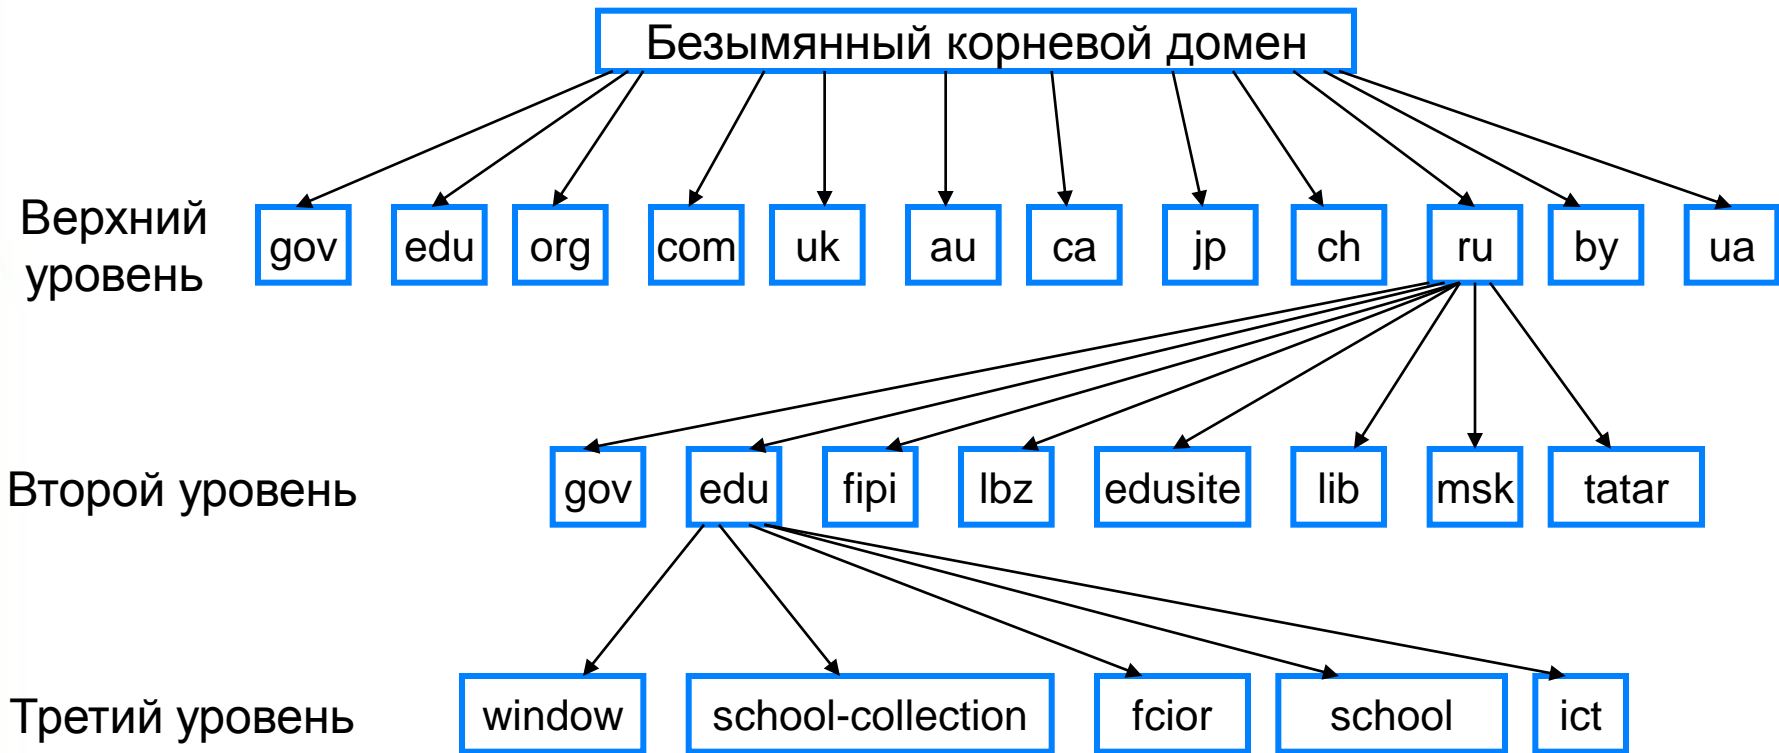 Безымянный корневой домен
Верхний
уровень
gov edu org com uk au ca jp ch ru by ua
Второй уровень
gov edu fipi lbz edusite lib msk tatar
Третий уровень
window school-collection fcior school ict